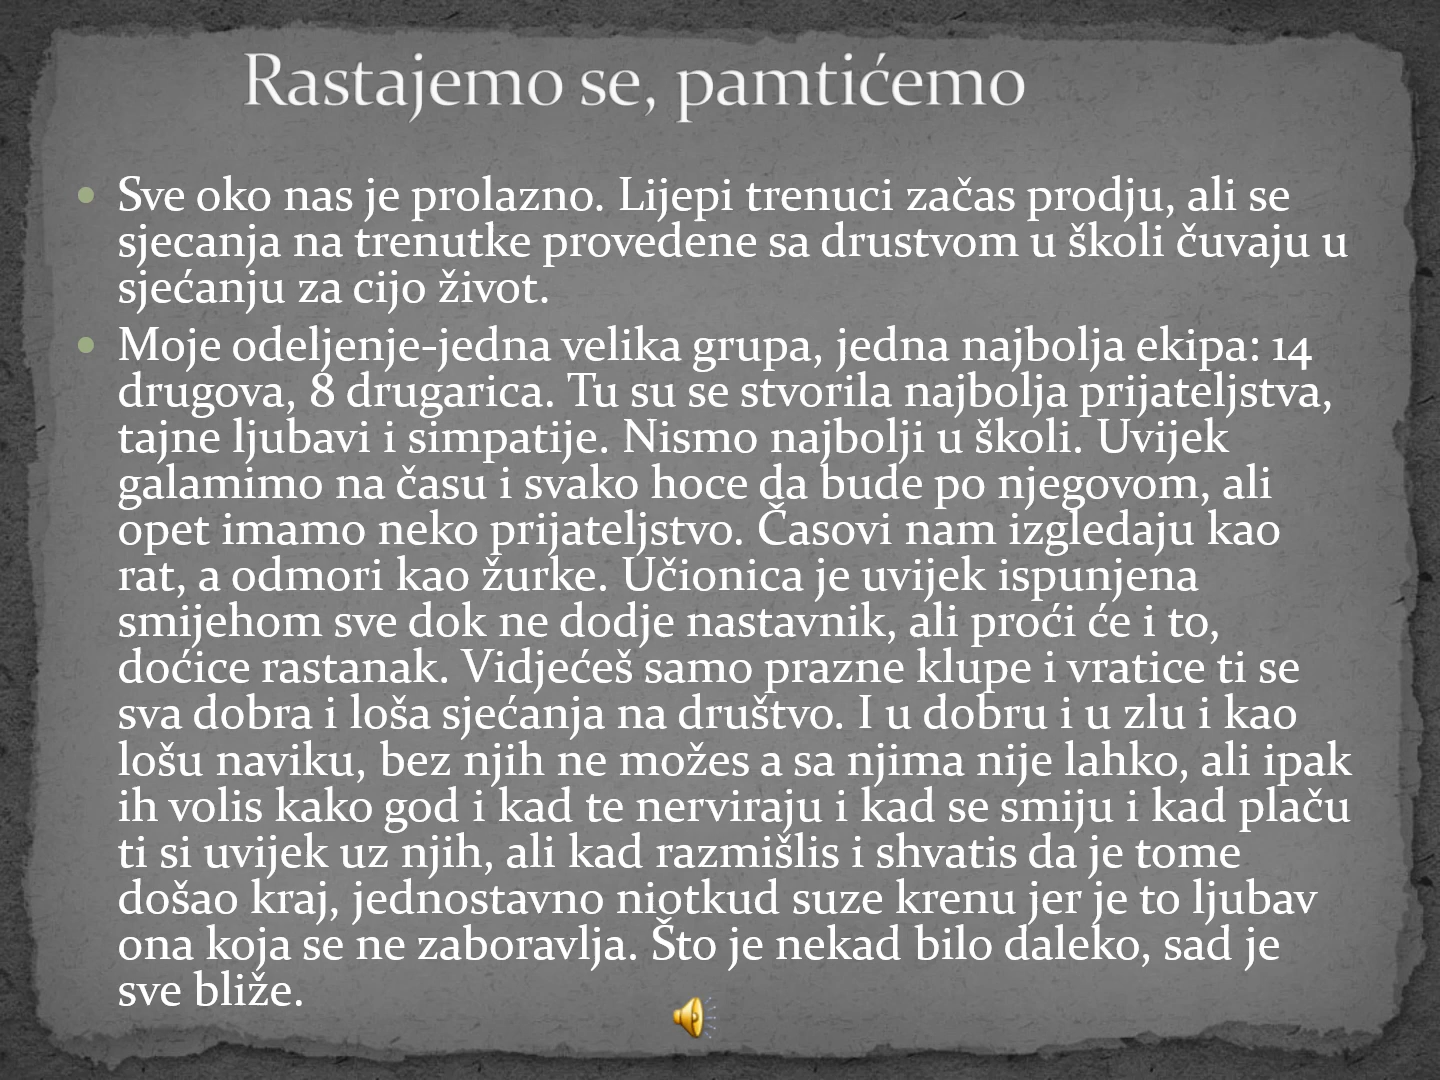 Rastajemo se, pamtićemo
Sve oko nas je prolazno. Lijepi trenuci začas prodju, ali se
sjecanja na trenutke provedene sa drustvom u školi čuvaju u
sjećanju za cijo život.
Moje odeljenje-jedna velika grupa, jedna najbolja ekipa: 14
drugova, 8 drugarica. Tu su se stvorila najbolja prijateljstva,
tajne ljubavi i simpatije. Nismo najbolji u školi. Uvijek
galamimo na času i svako hoce da bude po njegovom, ali
opet imamo neko prijateljstvo. Časovi nam izgledaju kao
rat, a odmori kao žurke. Učionica je uvijek ispunjena
smijehom sve dok ne dodje nastavnik, ali proći će i to,
doćice rastanak. Vidjećeš samo prazne klupe i vratice ti se
sva dobra i loša sjećanja na društvo. I u dobru i u zlu i kao
lošu naviku, bez njih ne možes a sa njima nije lahko, ali ipak
ih volis kako god i kad te nerviraju i kad se smiju i kad plaču
ti si uvijek uz njih, ali kad razmišlis i shvatis da je tome
došao kraj, jednostavno niotkud suze krenu jer je to ljubav
ona koja se ne zaboravlja. Što je nekad bilo daleko, sad je
sve bliže.